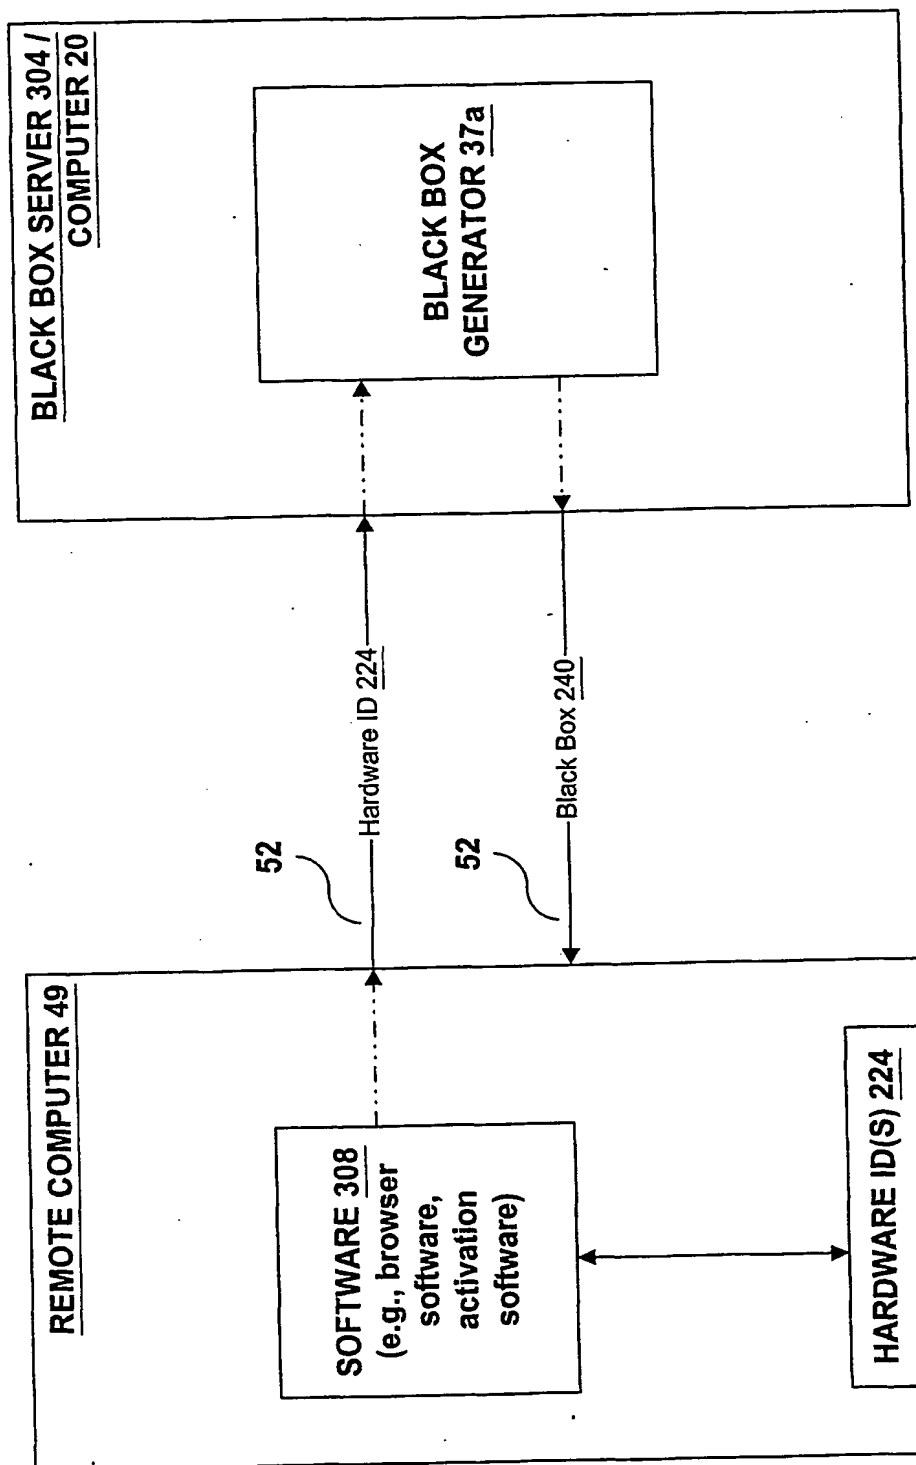 REMOTE COMPUTER 49
SOFTWARE 308
(e.g., browser
software,
activation
software)
HARDWARE ID(S) 224
52
Hardware ID 224
52
Black Box 240
BLACK BOX SERVER 304 /
COMPUTER 20
BLACK BOX
GENERATOR 37a